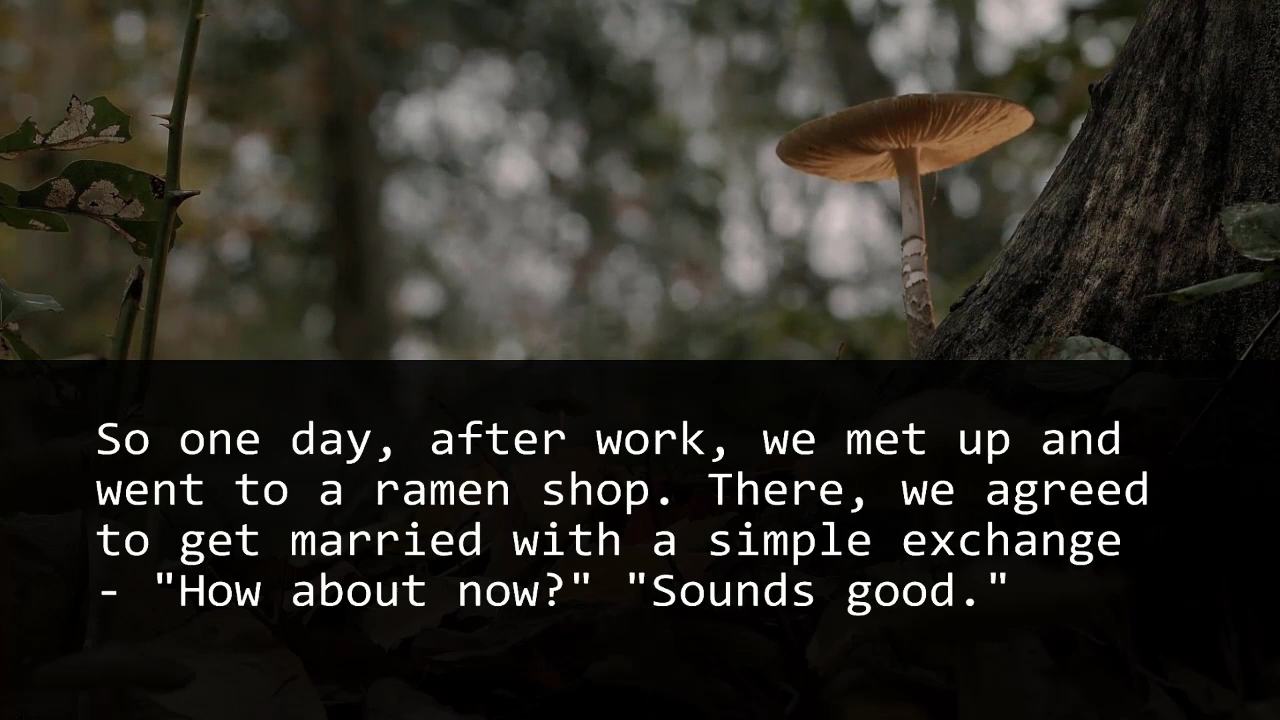 So one day, after work, we met up and
went to a ramen shop. There, we agreed
to get married with a simple exchange
- "How about now?" "Sounds good."